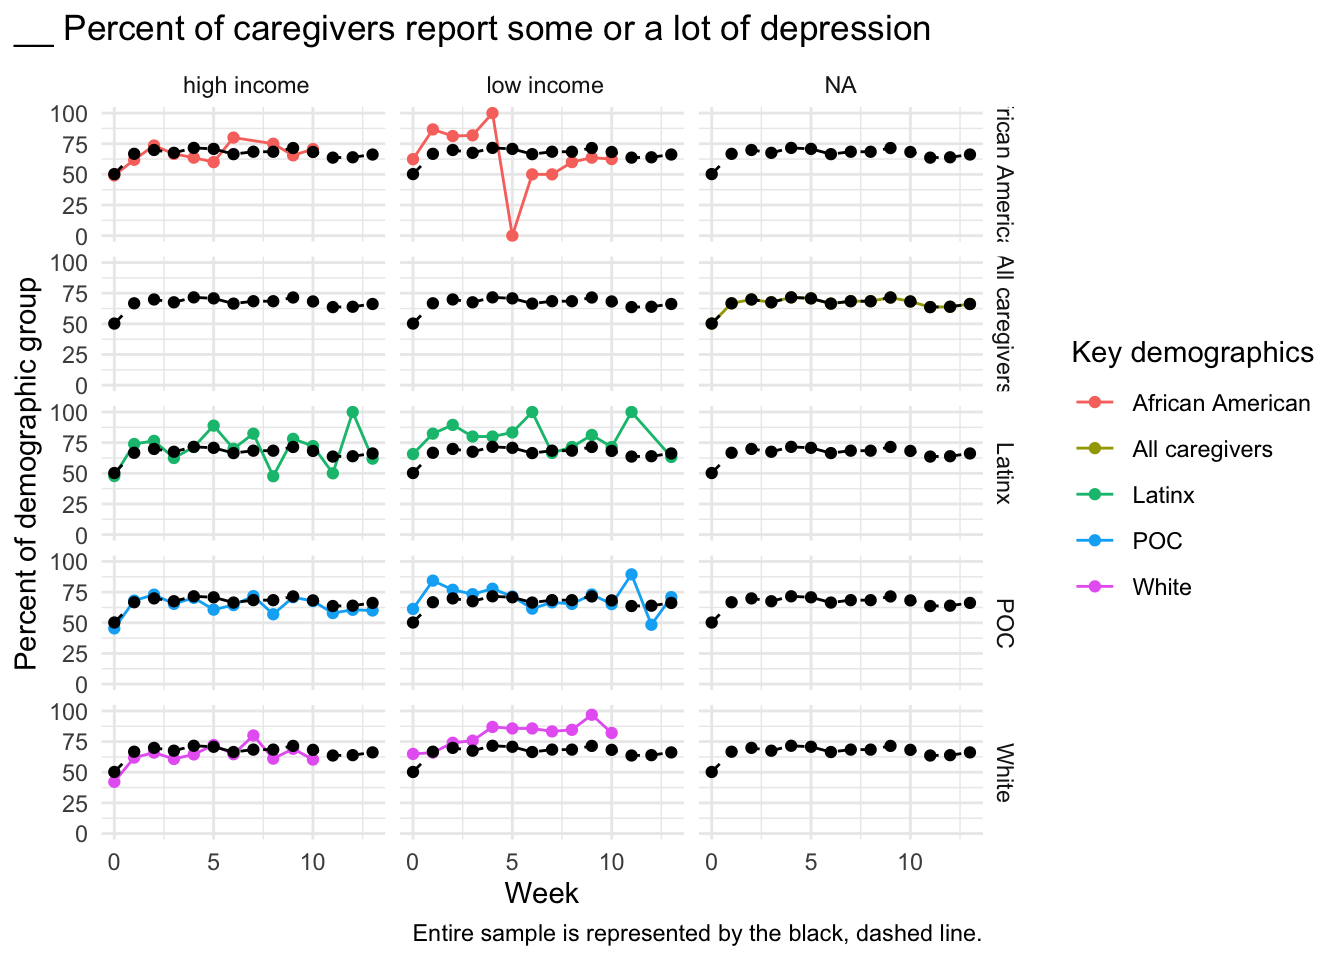 __ Percent of caregivers report some or a lot of depression
high income low income NA
100
75
50
25
0
rican Americ
100
75
50
25
0
All caregivers
100
75
50
25
0
Latinx
100
75
50
25
0
POC
100
75
50
25
0
White
0 5 10 0 5 10 0 5 10
Week
Percent of demographic group
Key demographics
African American
All caregivers
Latinx
POC
White
Entire sample is represented by the black, dashed line.